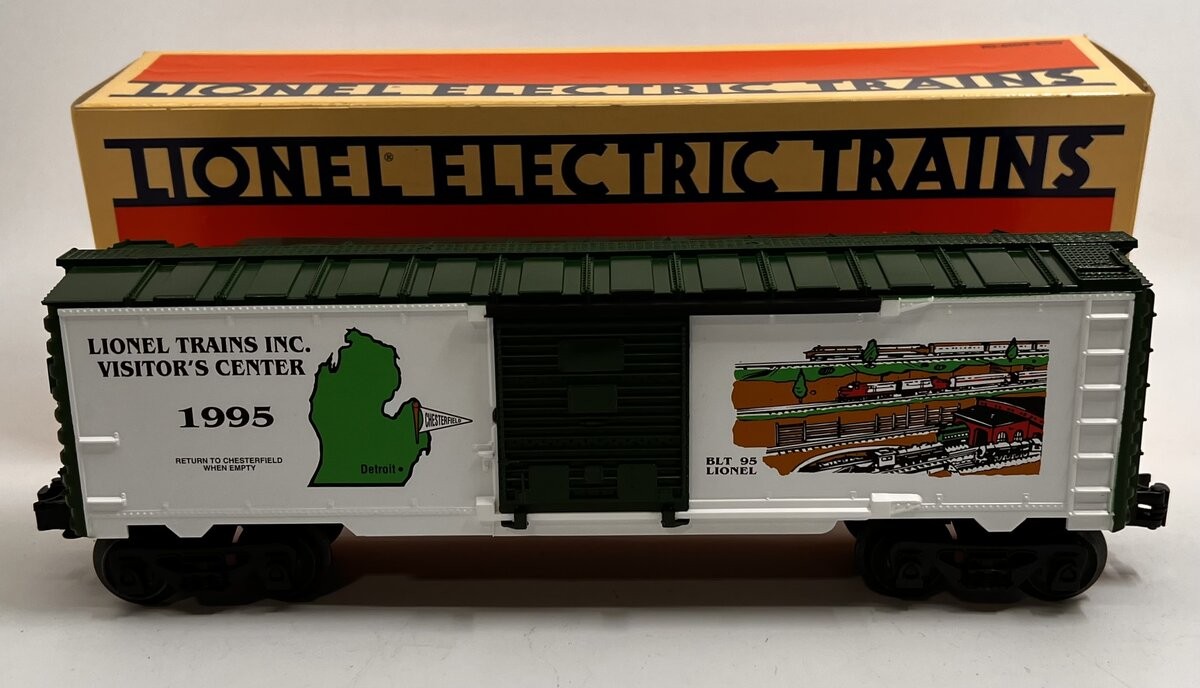 LIONEL ELECTRIC TRAINS
LIONEL® ELECTRIC TRAINS
LIONEL TRAINS INC.
VISITOR'S CENTER
1995
RETURN TO CHESTERFIELD
WHEN EMPTY
CHESTERFIELD
Detroit
BLT 95
LIONEL